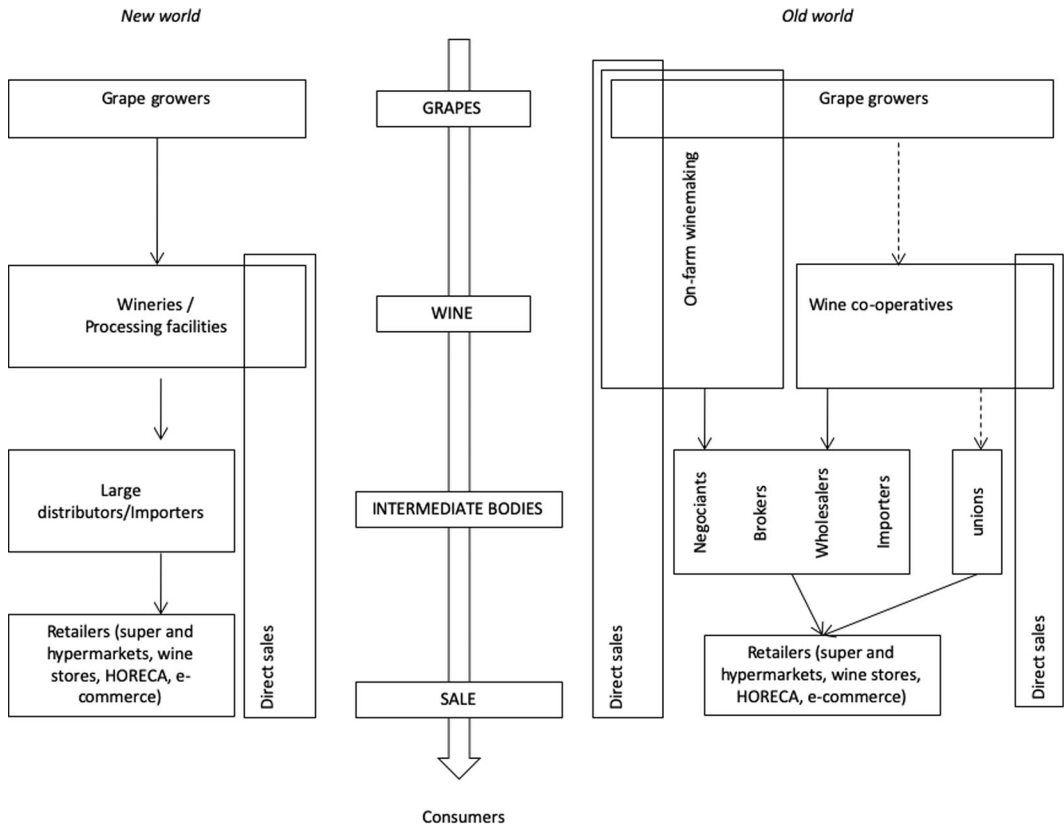 New world
Old world
Grape growers
GRAPES
Grape growers
On-farm winemaking
Wineries /
Processing facilities
WINE
Wine co-operatives
Large
distributors/Importers
INTERMEDIATE BODIES
Negociants
Brokers
Wholesalers
Importers
unions
Retailers (super and
hypermarkets, wine
stores, HORECA, e-
commerce)
Direct sales
SALE
Direct sales
Retailers (super and
hypermarkets, wine stores,
HORECA, e-commerce)
Direct sales
Consumers